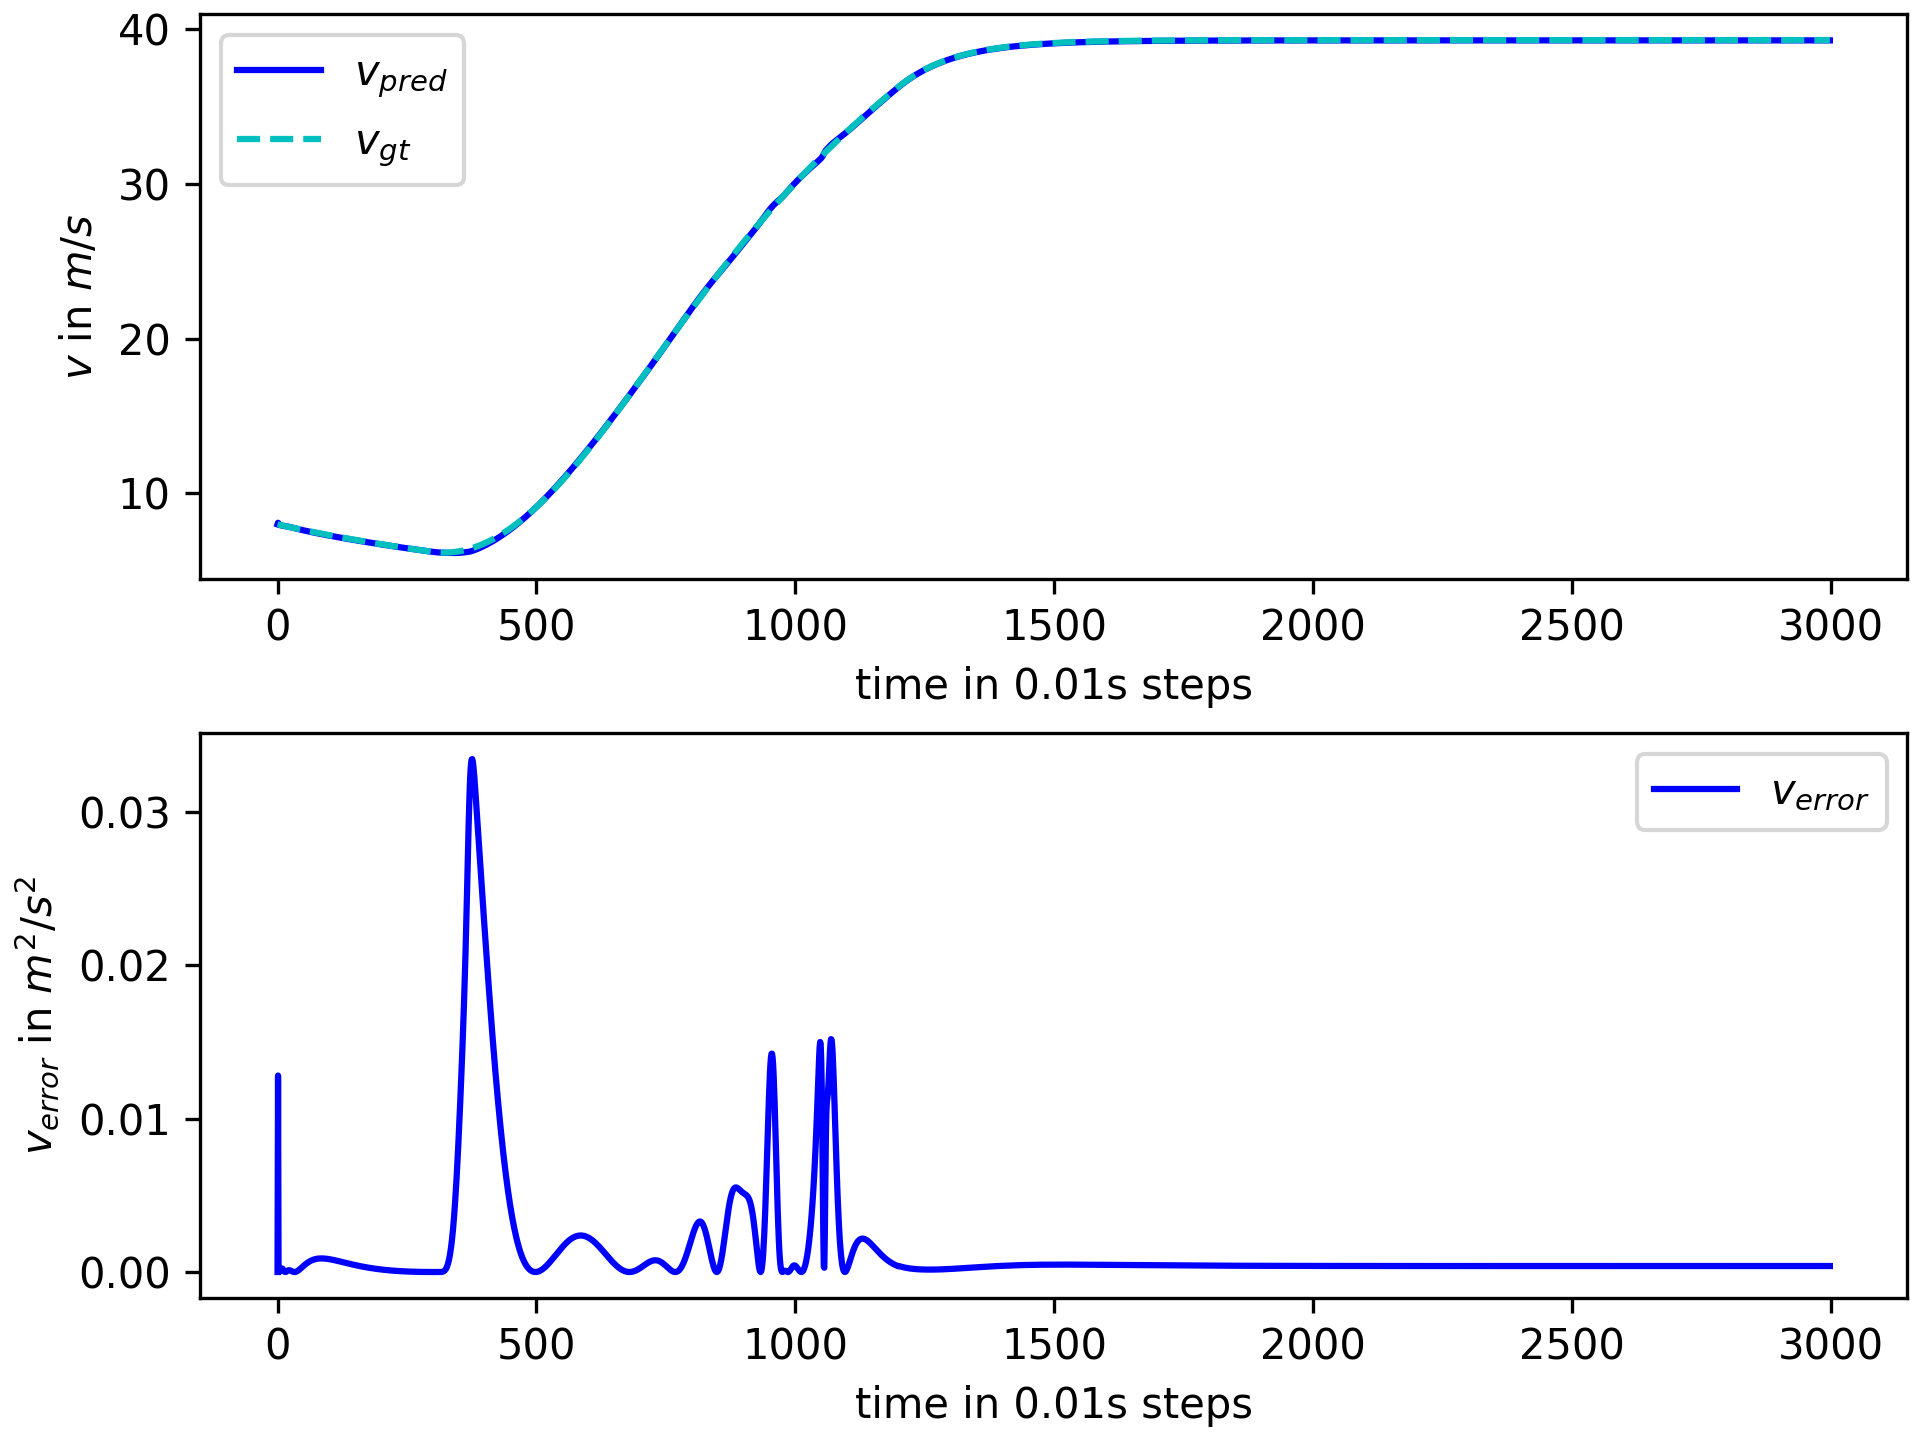 40
30
20
10
v in m/s
v_pred
v_gt
0 500 1000 1500 2000 2500 3000
time in 0.01s steps
0.03
0.02
0.01
0.00
v_error in m²/s²
v_error
0 500 1000 1500 2000 2500 3000
time in 0.01s steps